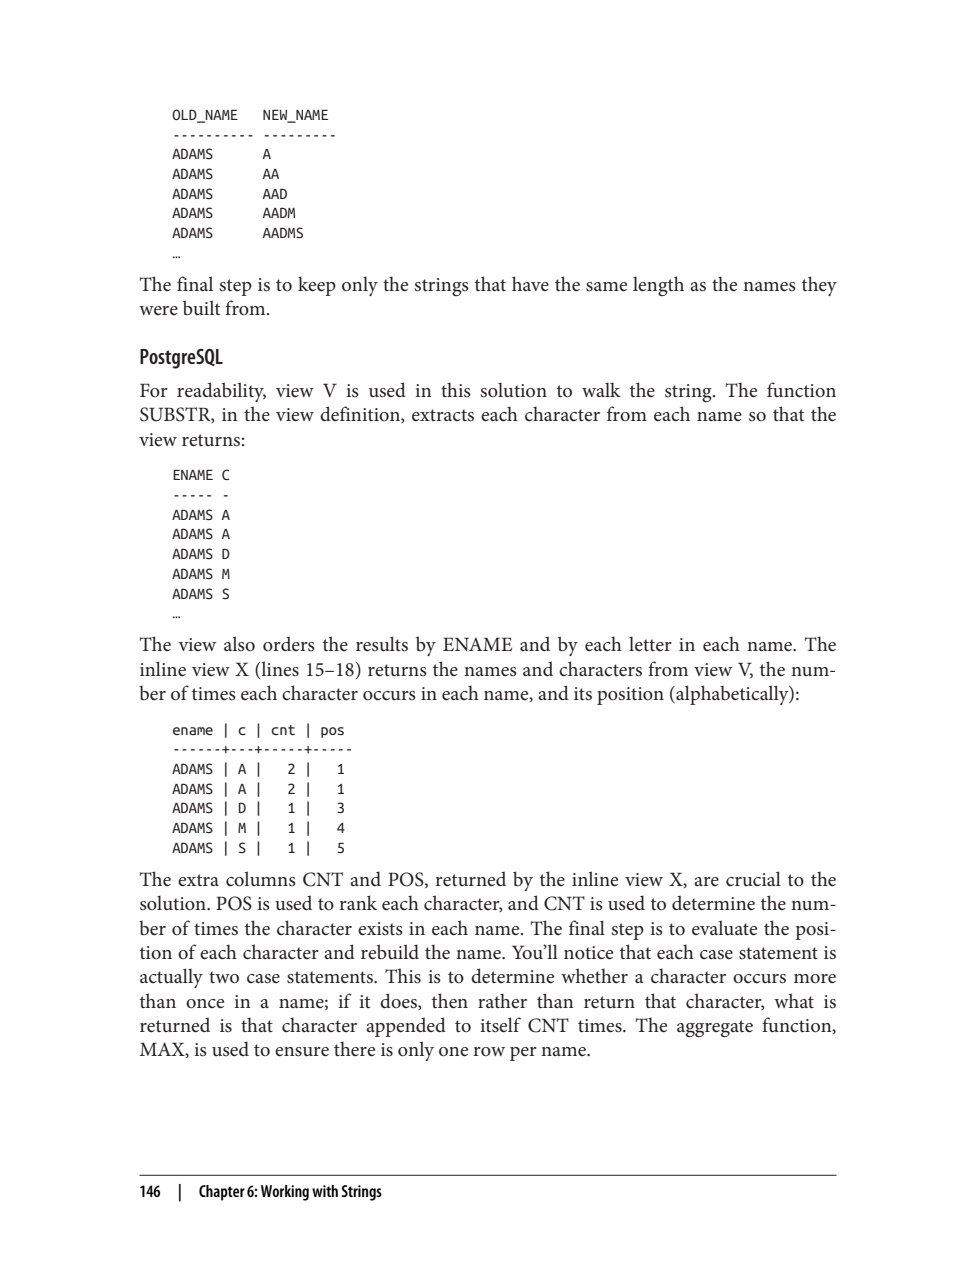 OLD_NAME   NEW_NAME
---------- ---------
ADAMS      A
ADAMS      AA
ADAMS      AAD
ADAMS      AADM
ADAMS      AADMS
…
The final step is to keep only the strings that have the same length as the names they
were built from.
PostgreSQL
For readability, view V is used in this solution to walk the string. The function
SUBSTR, in the view definition, extracts each character from each name so that the
view returns:
ENAME C
----- -
ADAMS A
ADAMS A
ADAMS D
ADAMS M
ADAMS S
…
The view also orders the results by ENAME and by each letter in each name. The
inline view X (lines 15–18) returns the names and characters from view V, the num-
ber of times each character occurs in each name, and its position (alphabetically):
ename | c | cnt | pos
------+---+-----+-----
ADAMS | A |   2 |   1
ADAMS | A |   2 |   1
ADAMS | D |   1 |   3
ADAMS | M |   1 |   4
ADAMS | S |   1 |   5
The extra columns CNT and POS, returned by the inline view X, are crucial to the
solution. POS is used to rank each character, and CNT is used to determine the num-
ber of times the character exists in each name. The final step is to evaluate the posi-
tion of each character and rebuild the name. You’ll notice that each case statement is
actually two case statements. This is to determine whether a character occurs more
than once in a name; if it does, then rather than return that character, what is
returned is that character appended to itself CNT times. The aggregate function,
MAX, is used to ensure there is only one row per name.
146 | Chapter 6: Working with Strings